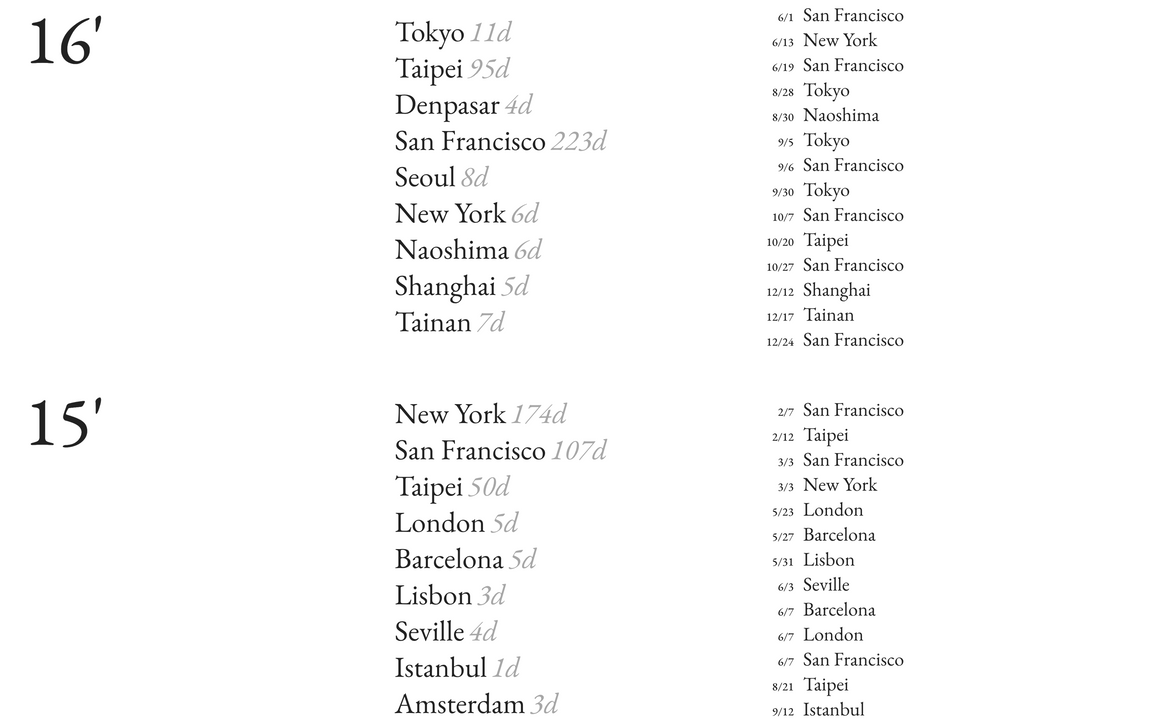 16'
Tokyo 11d
Taipei 95d
Denpasar 4d
San Francisco 223d
Seoul 8d
New York 6d
Naoshima 6d
Shanghai 5d
Tainan 7d
6/1 San Francisco
6/13 New York
6/19 San Francisco
8/28 Tokyo
8/30 Naoshima
9/5 Tokyo
9/6 San Francisco
9/30 Tokyo
10/7 San Francisco
10/20 Taipei
10/27 San Francisco
12/12 Shanghai
12/17 Tainan
12/24 San Francisco
15'
New York 174d
San Francisco 107d
Taipei 50d
London 5d
Barcelona 5d
Lisbon 3d
Seville 4d
Istanbul 1d
Amsterdam 3d
2/7 San Francisco
2/12 Taipei
3/3 San Francisco
3/3 New York
5/23 London
5/27 Barcelona
5/31 Lisbon
6/3 Seville
6/7 Barcelona
6/7 London
6/7 San Francisco
8/21 Taipei
9/12 Istanbul